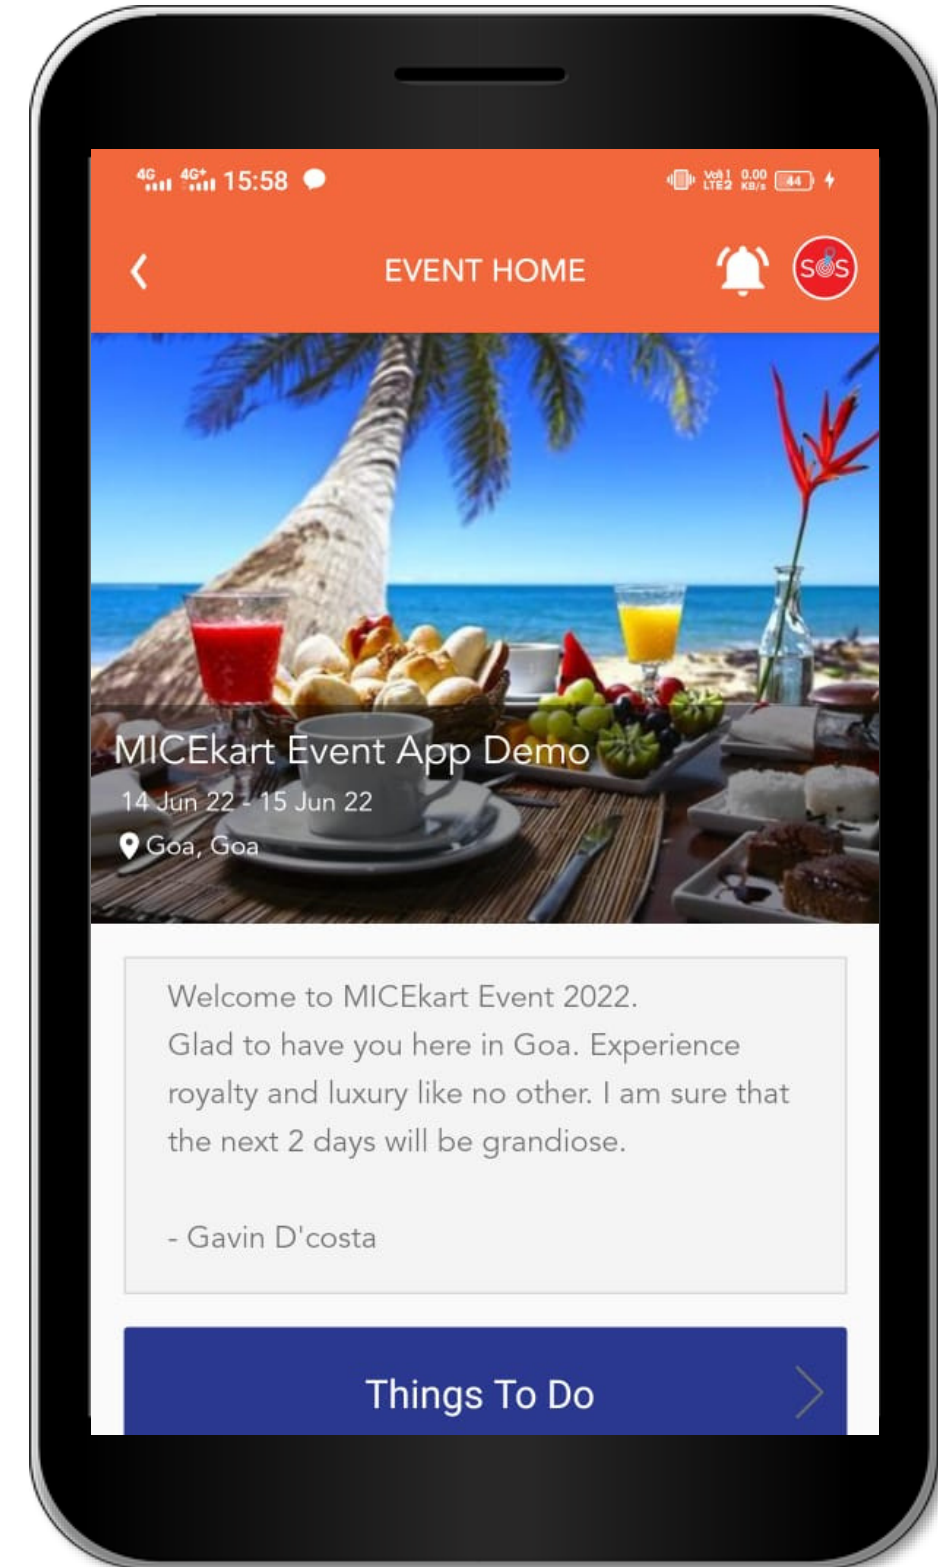 4G 4G+ 15:58 Vo) 1 LTE2 0.00 KB/s 44
EVENT HOME SOS
MICEkart Event App Demo
14 Jun 22 - 15 Jun 22
Goa, Goa
Welcome to MICEkart Event 2022.
Glad to have you here in Goa. Experience
royalty and luxury like no other. I am sure that
the next 2 days will be grandiose.
- Gavin D'costa
Things To Do